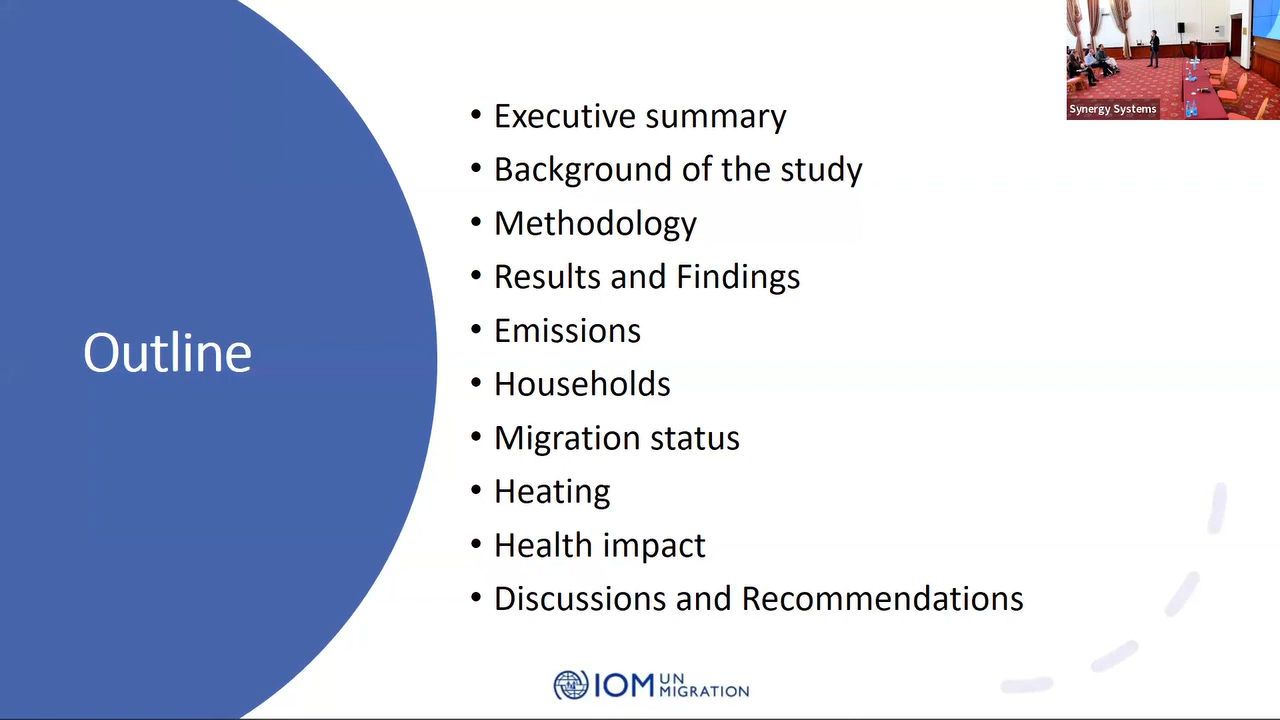 Outline
• Executive summary
• Background of the study
• Methodology
• Results and Findings
• Emissions
• Households
• Migration status
• Heating
• Health impact
• Discussions and Recommendations
IOM UN MIGRATION
Synergy Systems